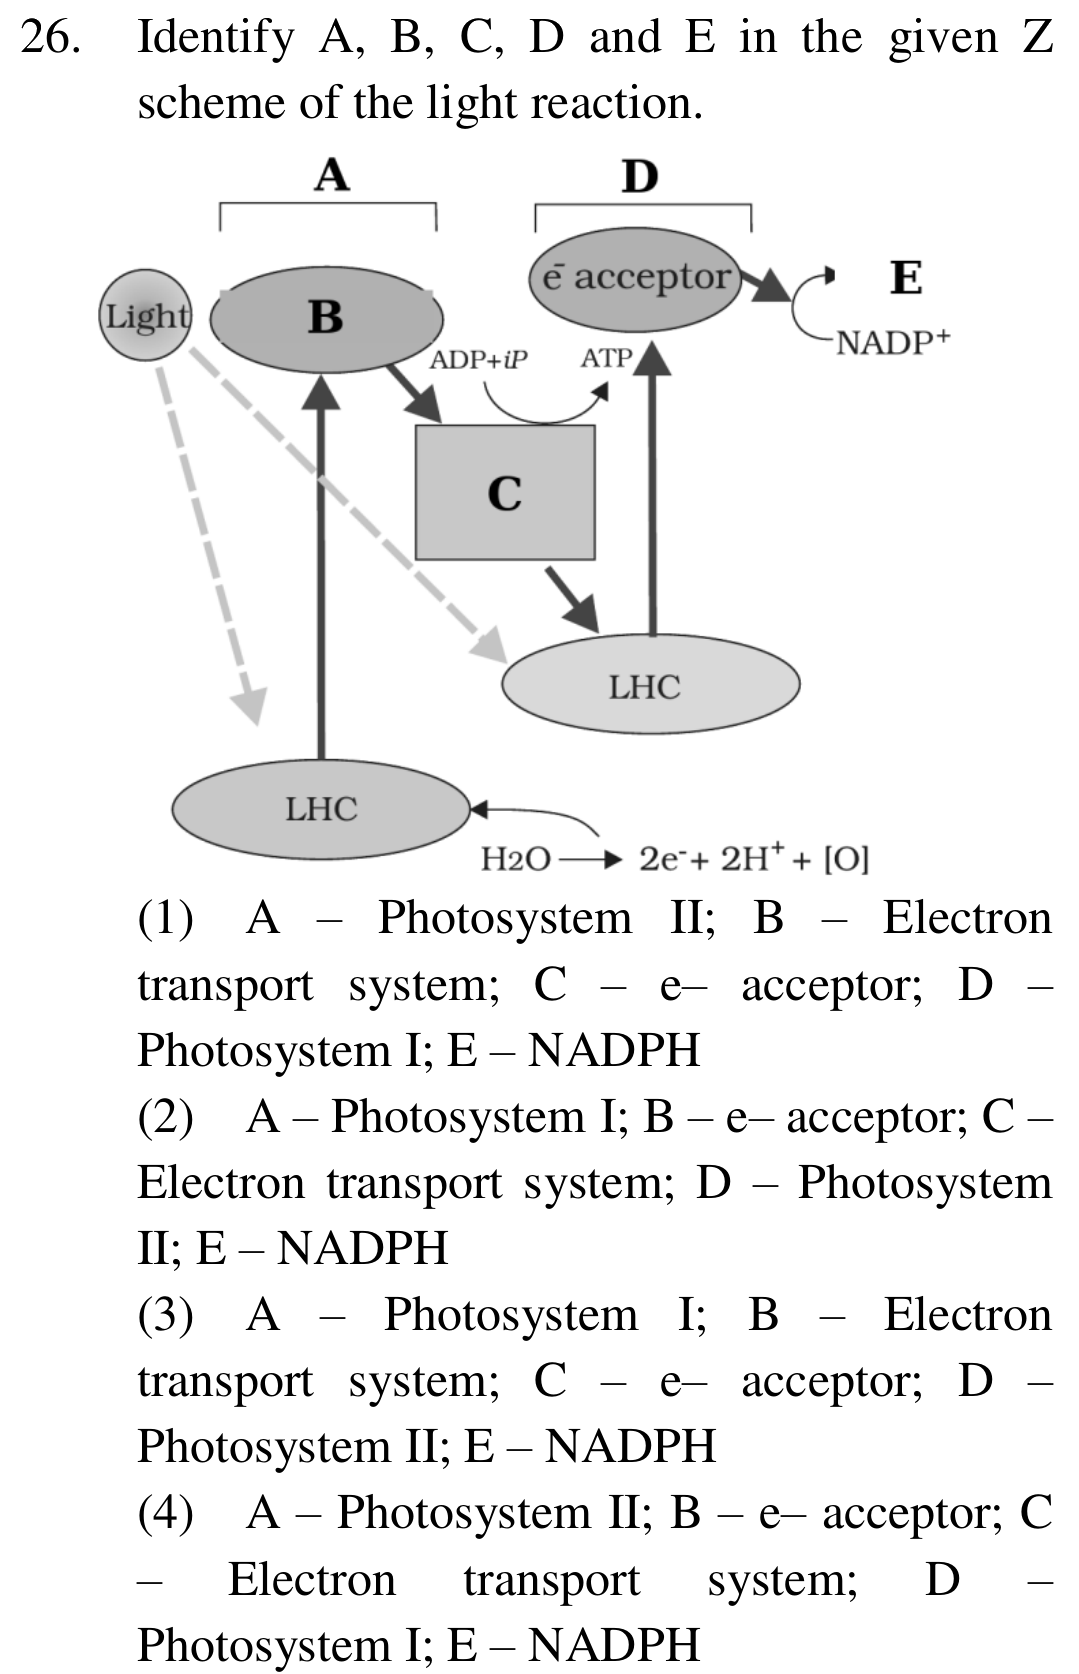 26. Identify A, B, C, D and E in the given Z
scheme of the light reaction.
A D
Light B e̅ acceptor E
NADP⁺
ADP+iP ATP
C
LHC
LHC
H2O ⟶ 2e⁻+ 2H⁺ + [O]
(1) A – Photosystem II; B – Electron
transport system; C – e– acceptor; D –
Photosystem I; E – NADPH
(2) A – Photosystem I; B – e– acceptor; C –
Electron transport system; D – Photosystem
II; E – NADPH
(3) A – Photosystem I; B – Electron
transport system; C – e– acceptor; D –
Photosystem II; E – NADPH
(4) A – Photosystem II; B – e– acceptor; C
– Electron transport system; D –
Photosystem I; E – NADPH